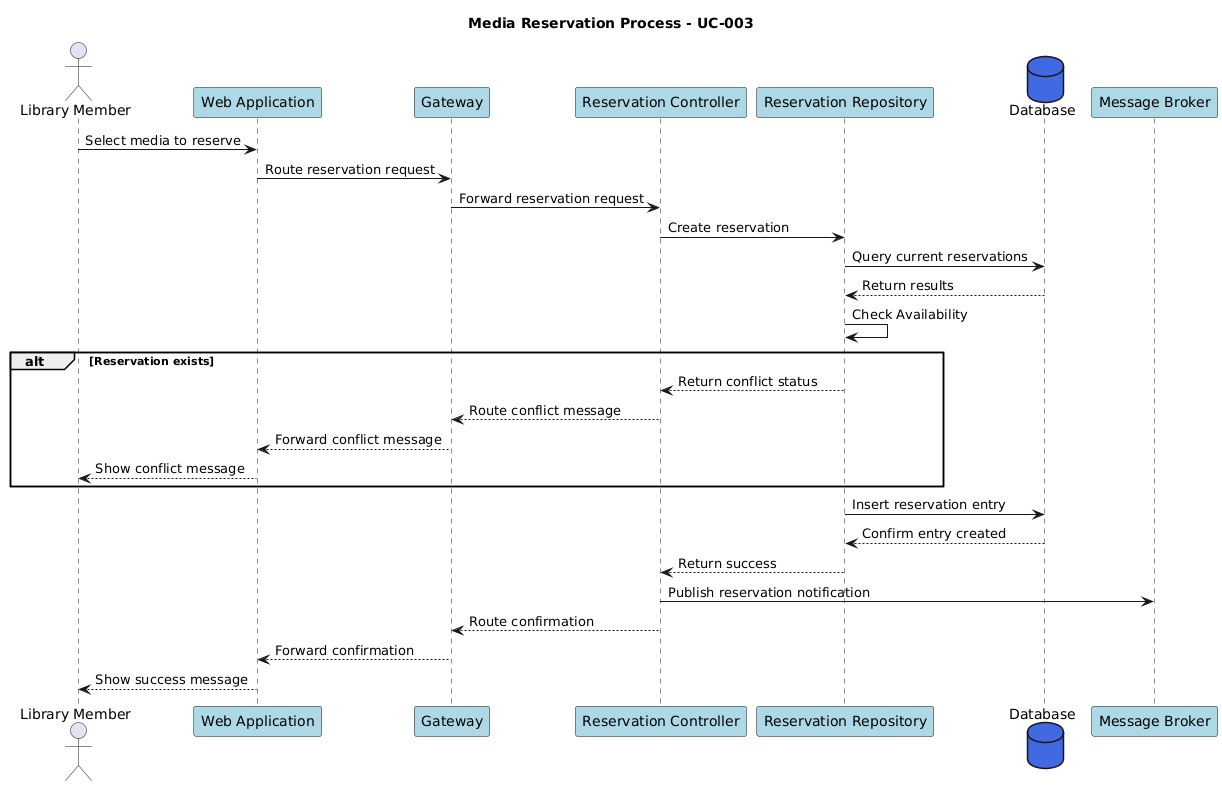 Media Reservation Process - UC-003
Library Member
Web Application
Gateway
Reservation Controller
Reservation Repository
Database
Message Broker
Select media to reserve
Route reservation request
Forward reservation request
Create reservation
Query current reservations
Return results
Check Availability
alt
[Reservation exists]
Return conflict status
Route conflict message
Forward conflict message
Show conflict message
Insert reservation entry
Confirm entry created
Return success
Publish reservation notification
Route confirmation
Forward confirmation
Show success message
Library Member
Web Application
Gateway
Reservation Controller
Reservation Repository
Database
Message Broker